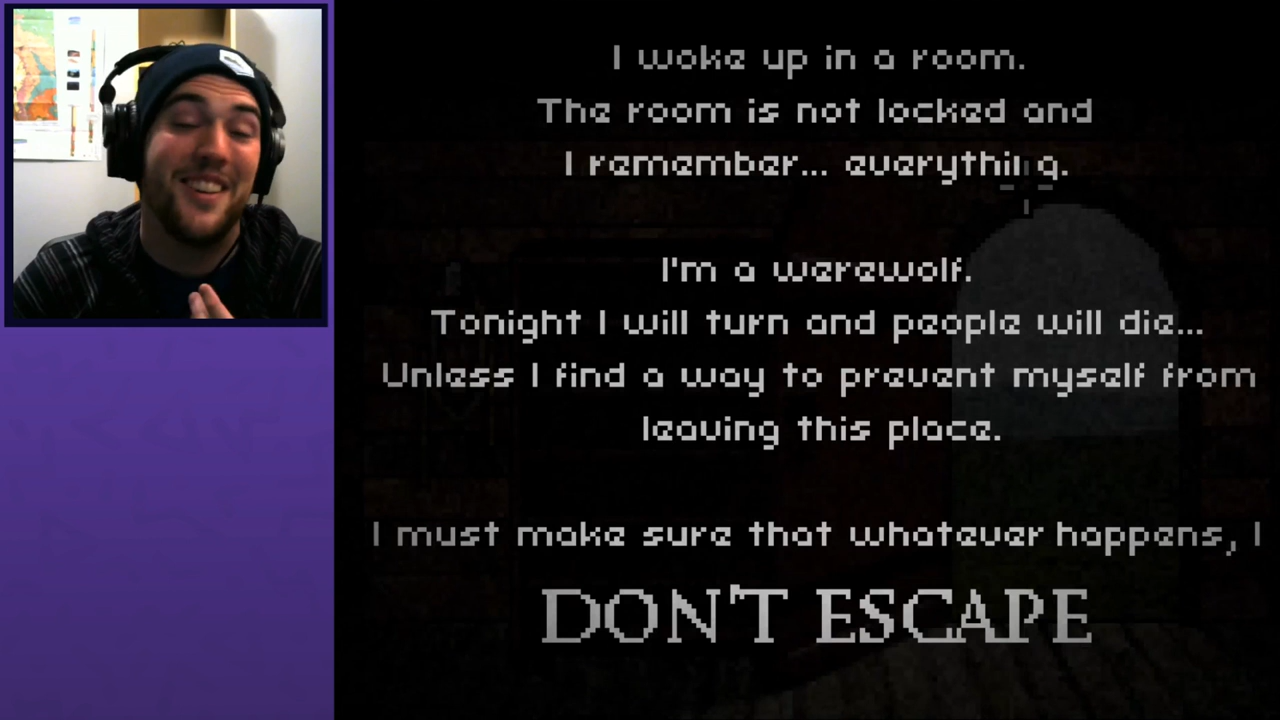 I woke up in a room.
The room is not locked and
I remember... everything.
I'm a werewolf.
Tonight I will turn and people will die...
Unless I find a way to prevent myself from
leaving this place.
I must make sure that whatever happens, I
DON'T ESCAPE